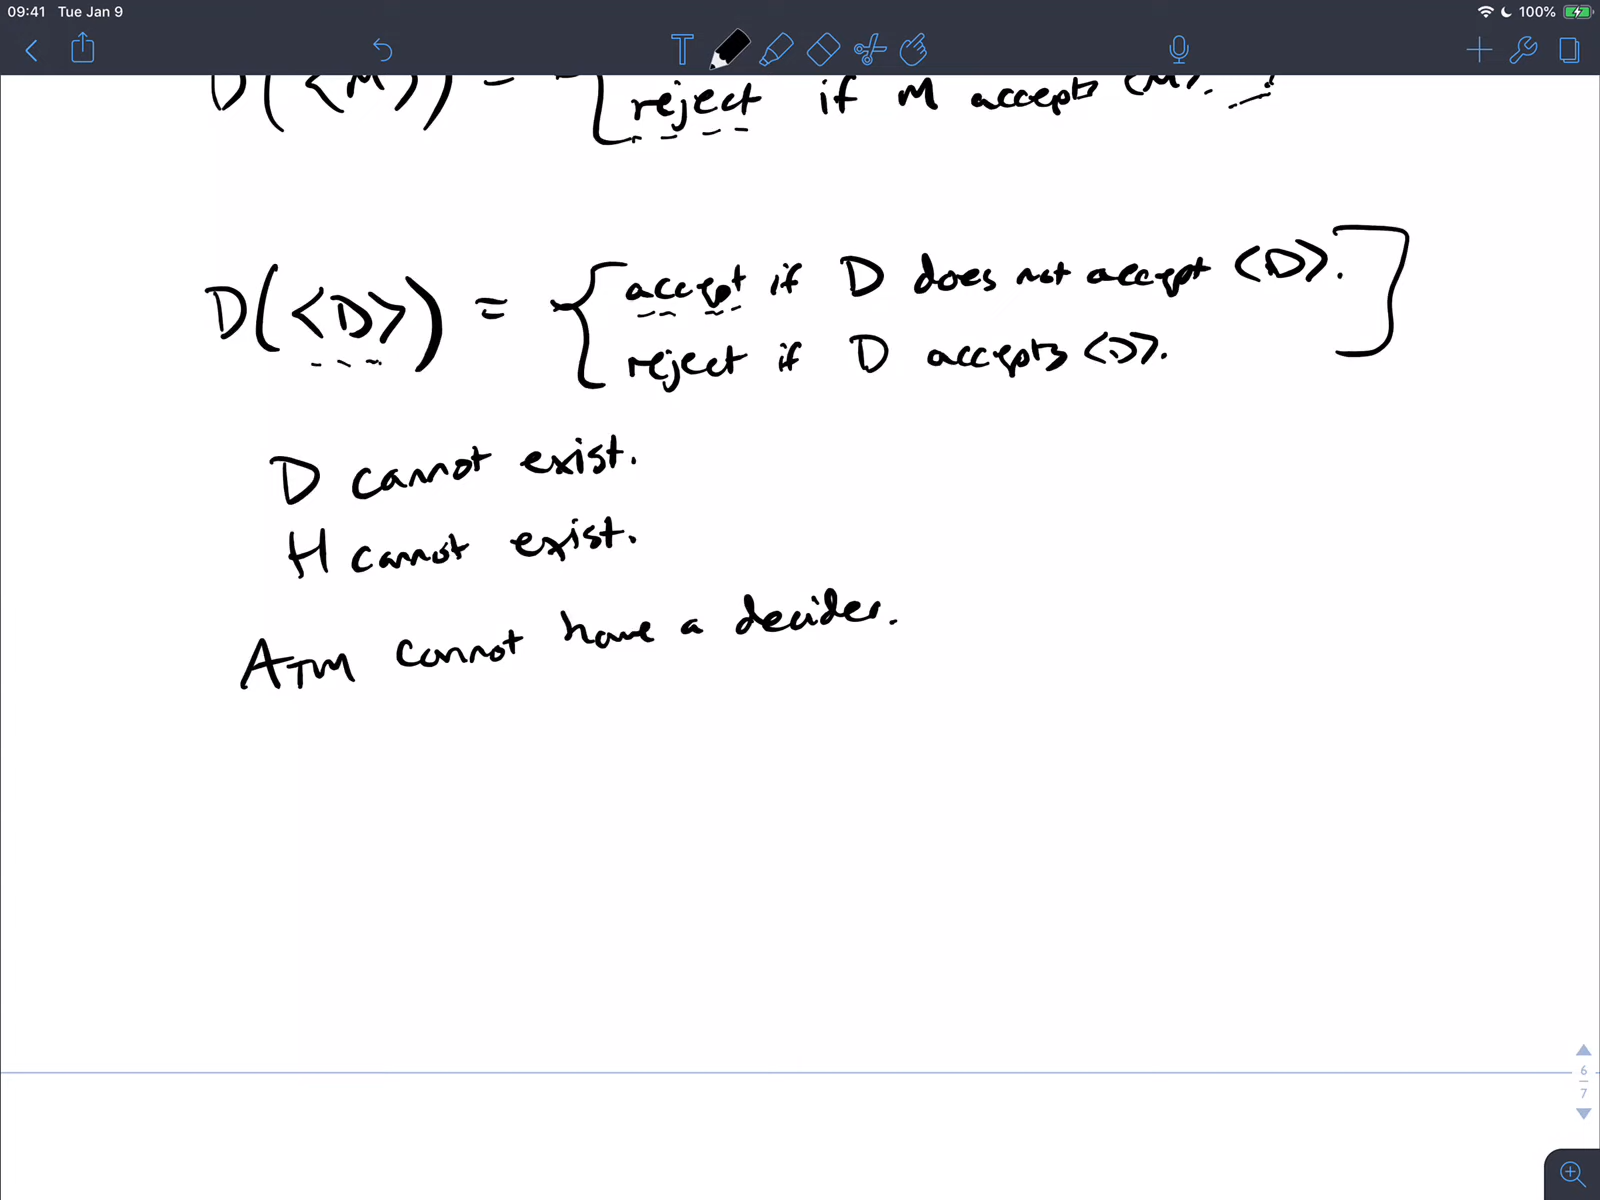 09:41 Tue Jan 9 100%
T
D(<M>) = { reject if M accepts <M>.
D(<D>) = { accept if D does not accept <D>.
reject if D accepts <D>.
D cannot exist.
H cannot exist.
ATM cannot have a decider.
6
7